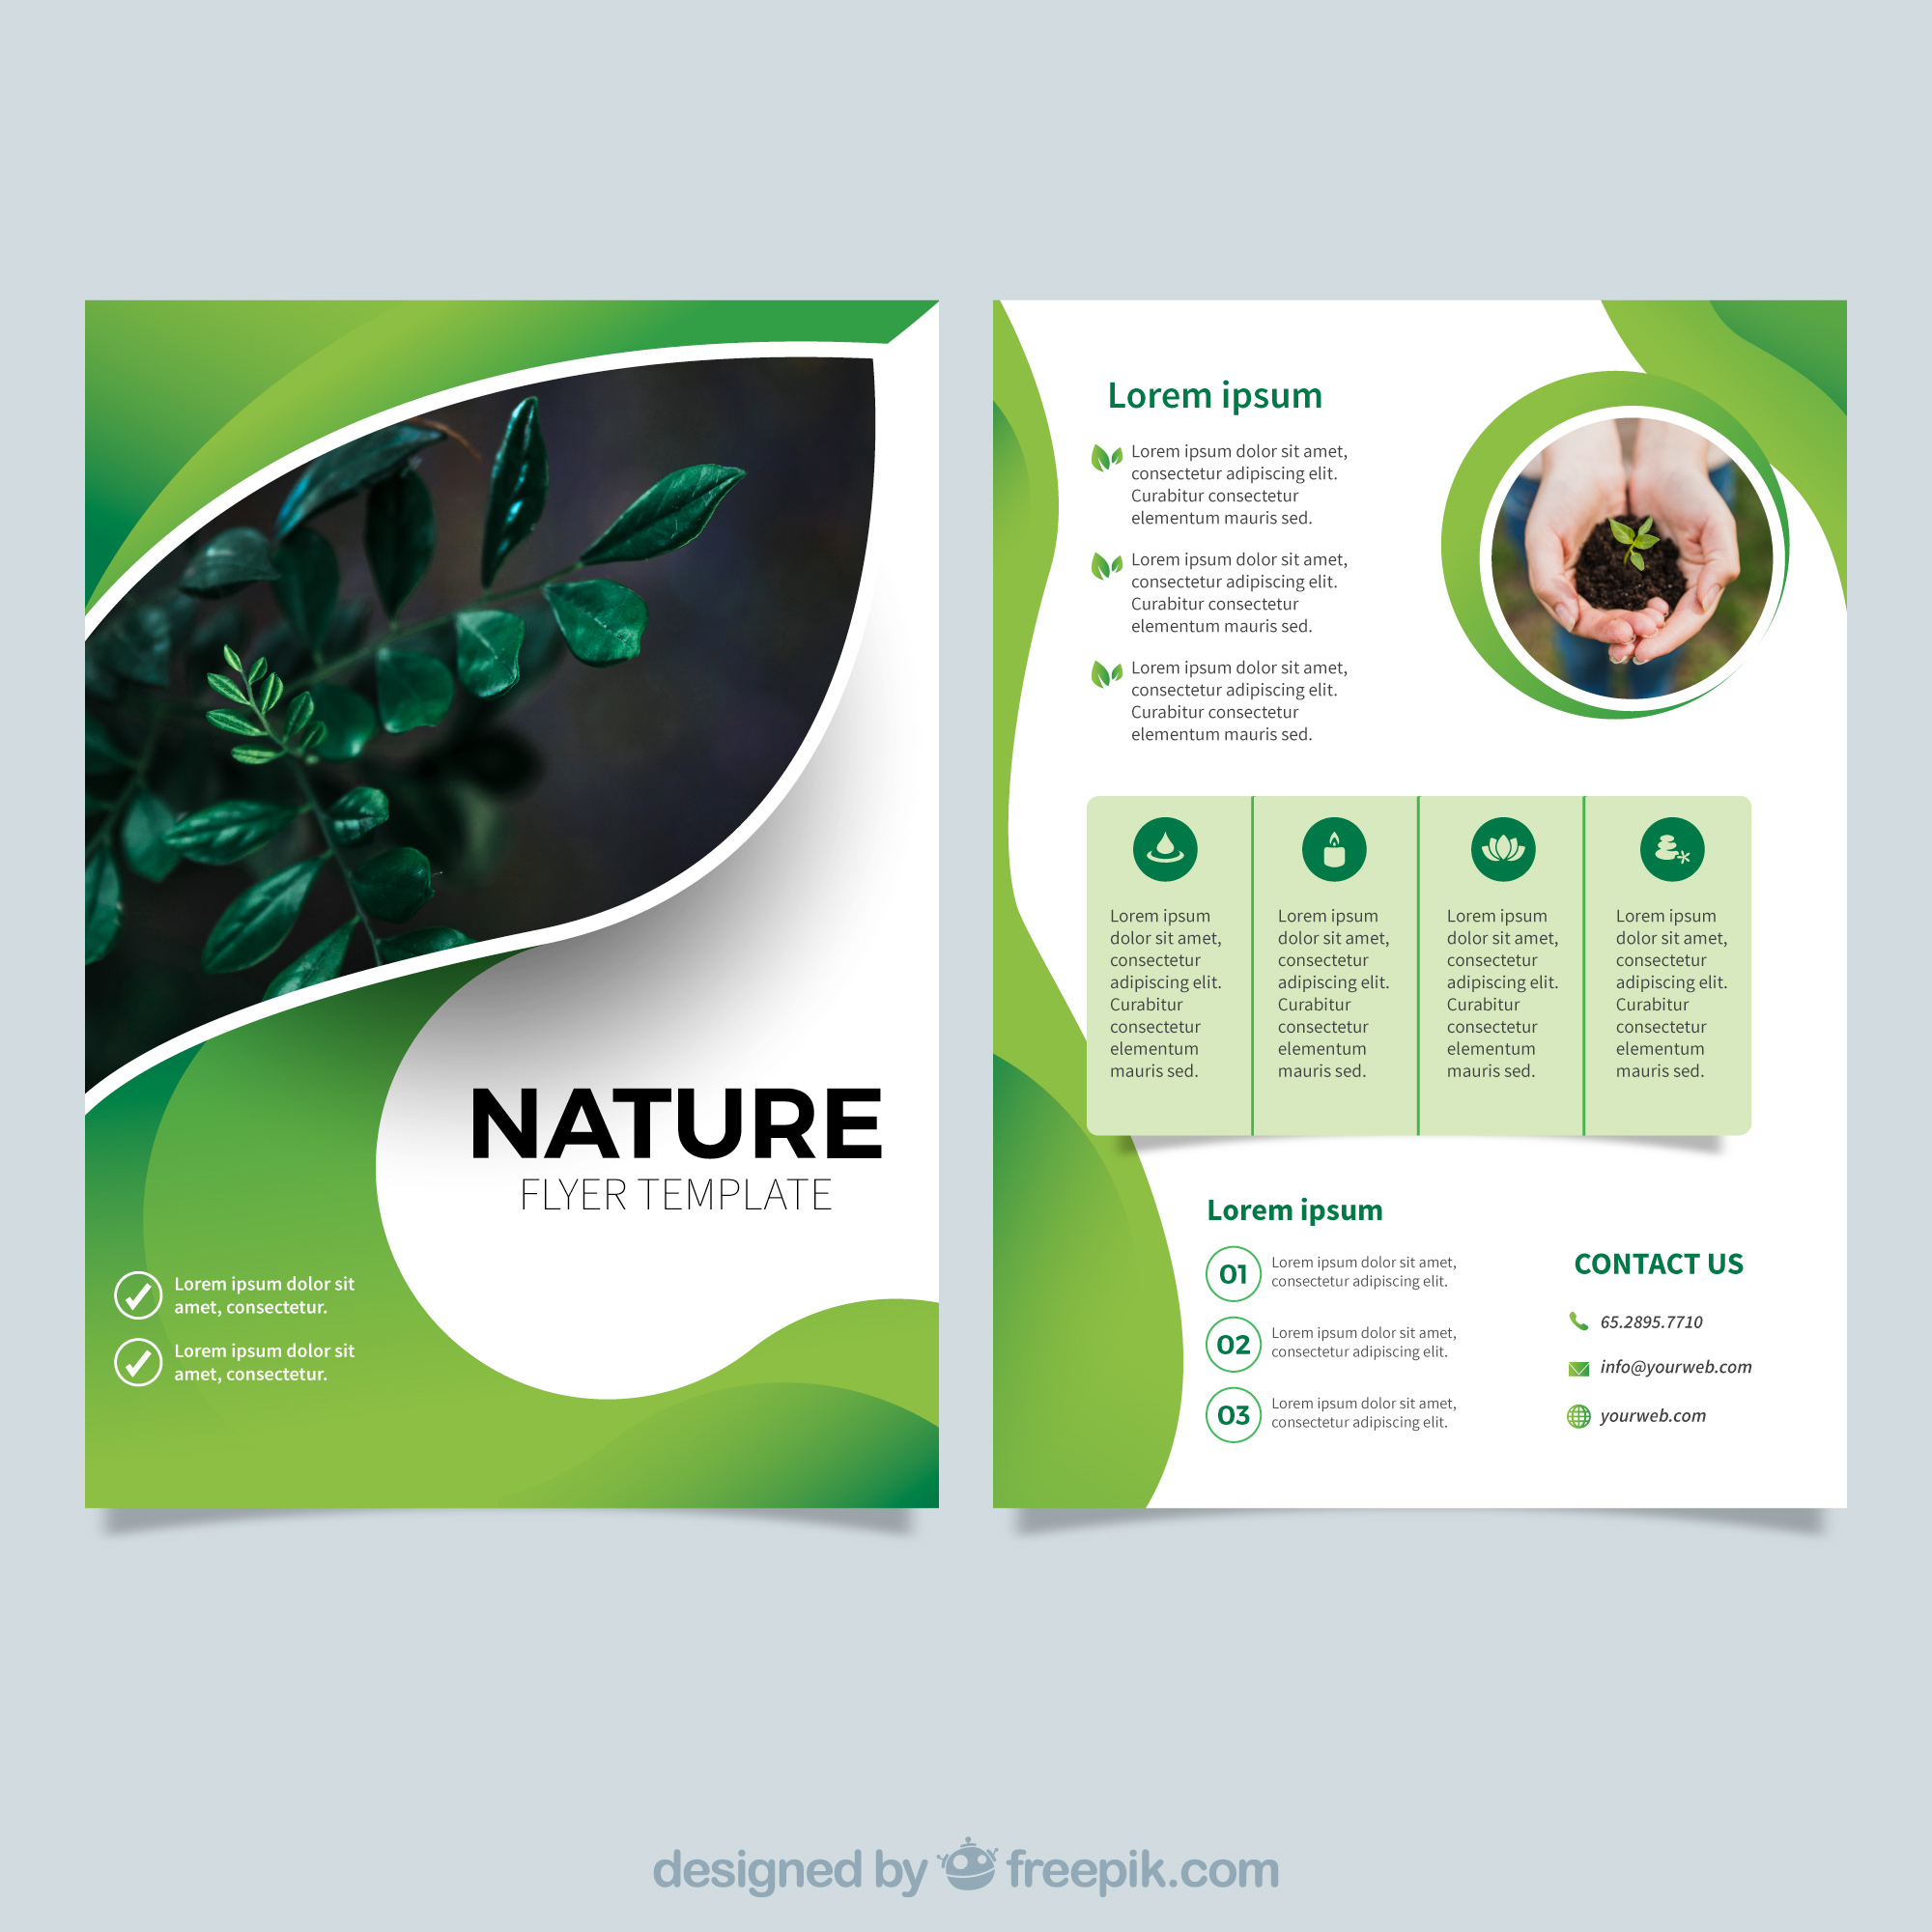 NATURE
FLYER TEMPLATE
Lorem ipsum dolor sit
amet, consectetur.
Lorem ipsum dolor sit
amet, consectetur.
Lorem ipsum
Lorem ipsum dolor sit amet,
consectetur adipiscing elit.
Curabitur consectetur
elementum mauris sed.
Lorem ipsum dolor sit amet,
consectetur adipiscing elit.
Curabitur consectetur
elementum mauris sed.
Lorem ipsum dolor sit amet,
consectetur adipiscing elit.
Curabitur consectetur
elementum mauris sed.
Lorem ipsum
dolor sit amet,
consectetur
adipiscing elit.
Curabitur
consectetur
elementum
mauris sed.
Lorem ipsum
dolor sit amet,
consectetur
adipiscing elit.
Curabitur
consectetur
elementum
mauris sed.
Lorem ipsum
dolor sit amet,
consectetur
adipiscing elit.
Curabitur
consectetur
elementum
mauris sed.
Lorem ipsum
dolor sit amet,
consectetur
adipiscing elit.
Curabitur
consectetur
elementum
mauris sed.
Lorem ipsum
01
Lorem ipsum dolor sit amet,
consectetur adipiscing elit.
02
Lorem ipsum dolor sit amet,
consectetur adipiscing elit.
03
Lorem ipsum dolor sit amet,
consectetur adipiscing elit.
CONTACT US
65.2895.7710
info@yourweb.com
yourweb.com
designed by freepik.com